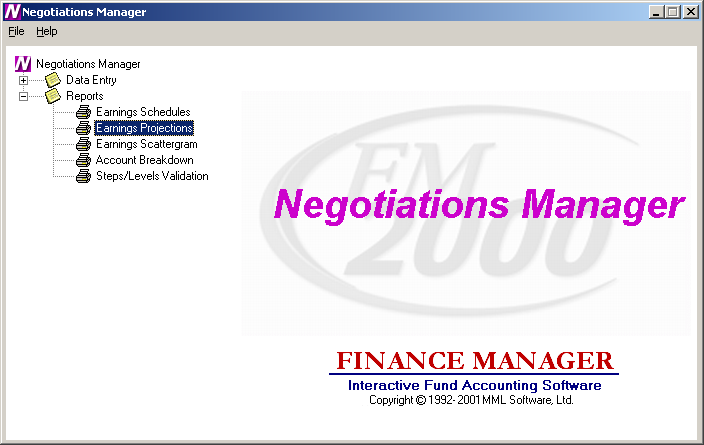 Negotiations Manager
File Help
Negotiations Manager
Data Entry
Reports
Earnings Schedules
Earnings Projections
Earnings Scattergram
Account Breakdown
Steps/Levels Validation
FM
2000
Negotiations Manager
FINANCE MANAGER
Interactive Fund Accounting Software
Copyright © 1992-2001 MML Software, Ltd.